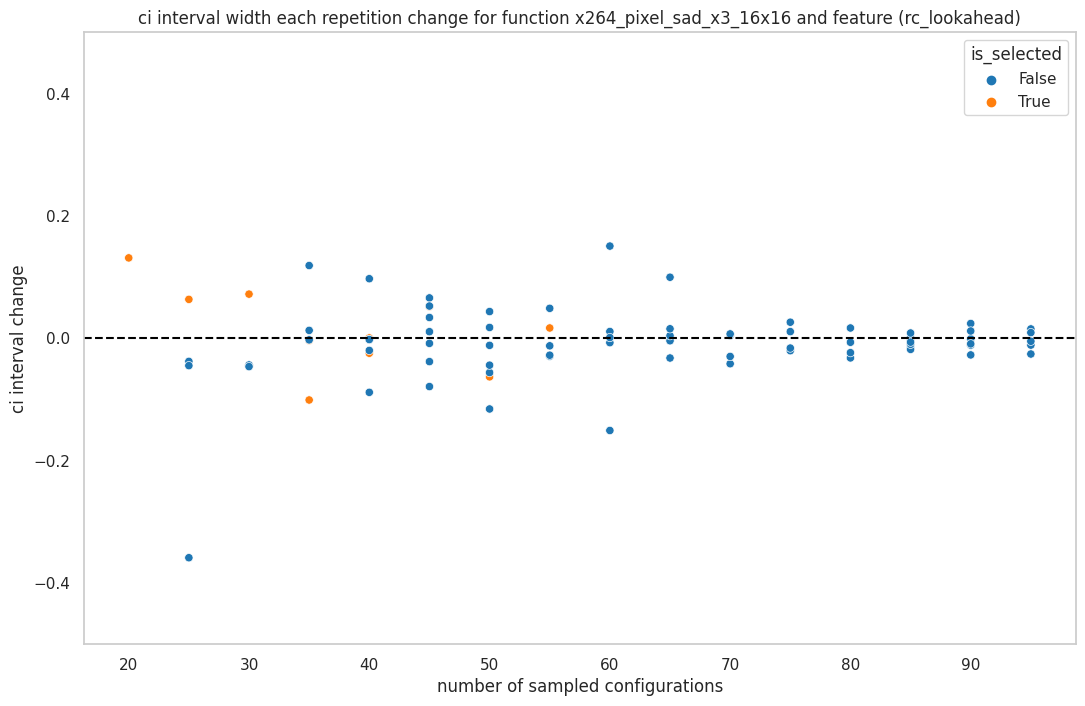 ci interval width each repetition change for function x264_pixel_sad_x3_16x16 and feature (rc_lookahead)
is_selected
False
True
ci interval change
0.4
0.2
0.0
−0.2
−0.4
20 30 40 50 60 70 80 90
number of sampled configurations